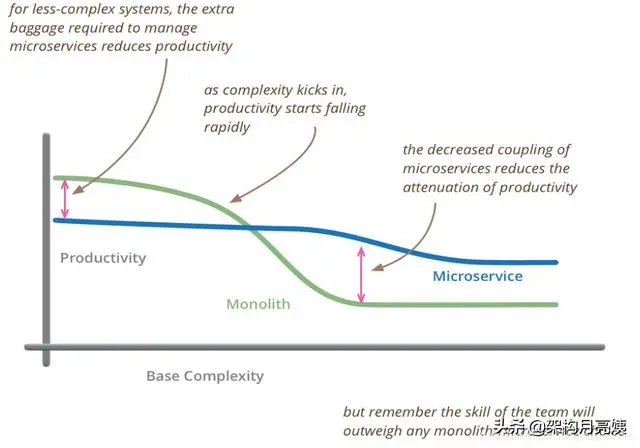 for less-complex systems, the extra
baggage required to manage
microservices reduces productivity
as complexity kicks in,
productivity starts falling
rapidly
the decreased coupling of
microservices reduces the
attenuation of productivity
Productivity
Microservice
Monolith
Base Complexity
but remember the skill of the team will
outweigh any monolith
头条 @架构月亮姨